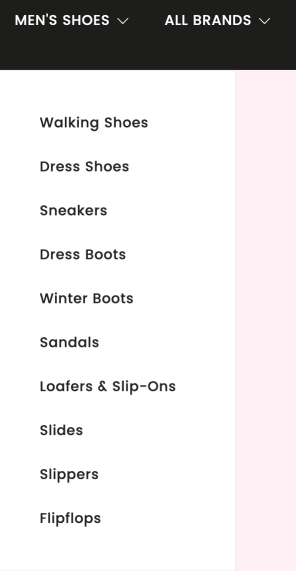 MEN'S SHOES ALL BRANDS
Walking Shoes
Dress Shoes
Sneakers
Dress Boots
Winter Boots
Sandals
Loafers & Slip-Ons
Slides
Slippers
Flipflops